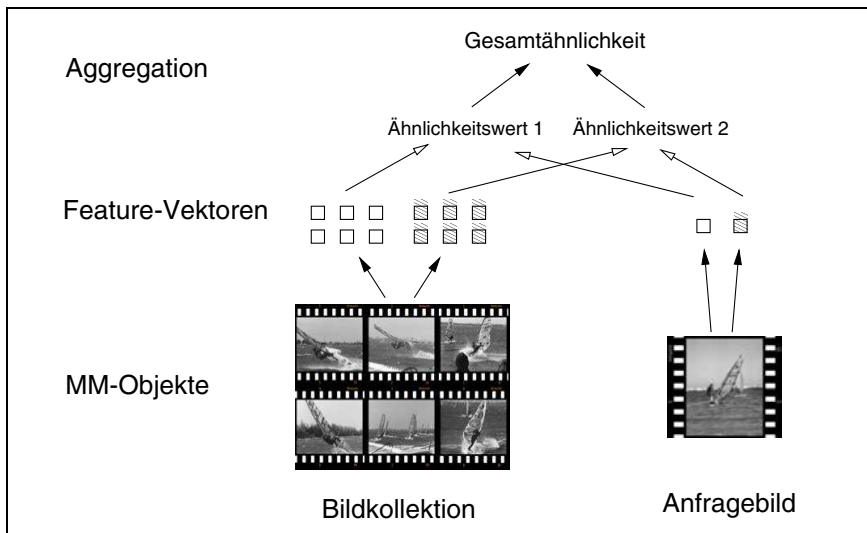 Gesamtähnlichkeit
Aggregation
Ähnlichkeitswert 1 Ähnlichkeitswert 2
Feature-Vektoren
MM-Objekte
Bildkollektion
Anfragebild